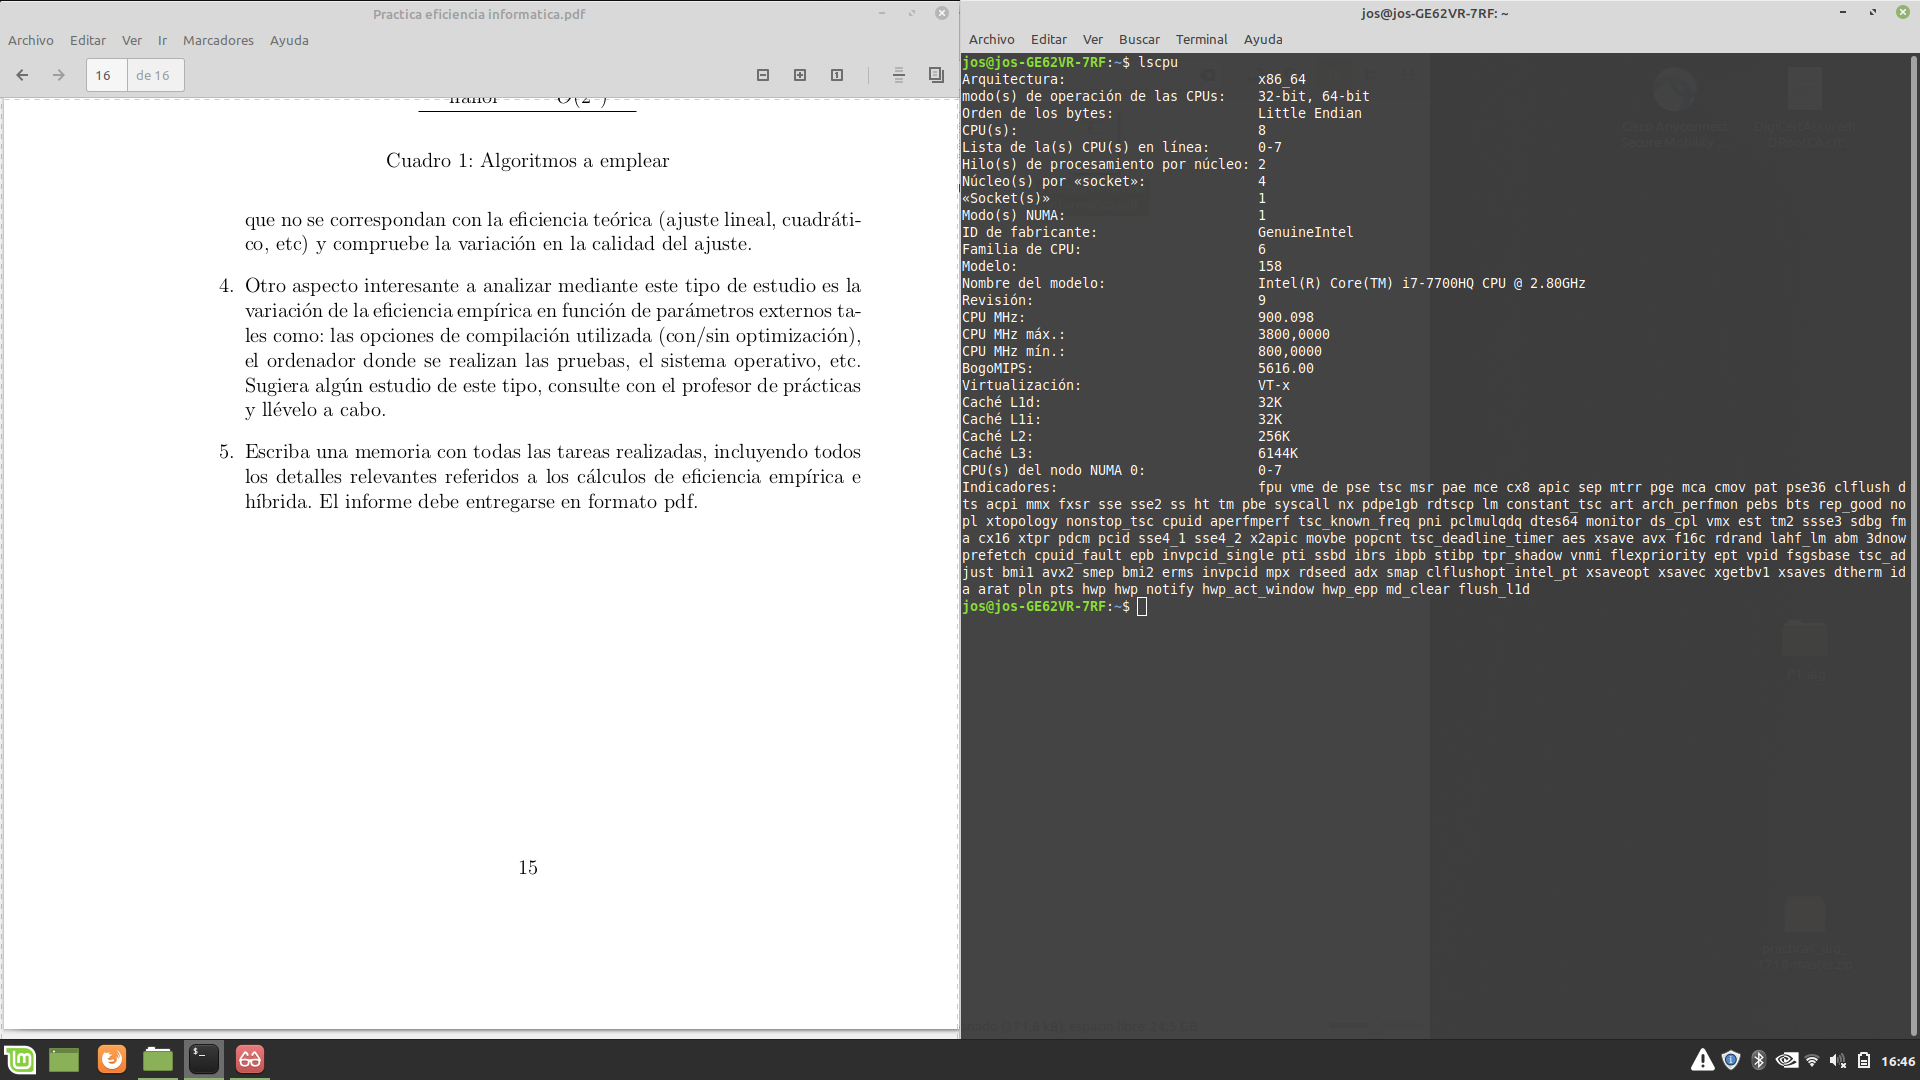 Practica eficiencia informatica.pdf
Archivo Editar Ver Ir Marcadores Ayuda
16 de 16
Cuadro 1: Algoritmos a emplear
que no se correspondan con la eficiencia teórica (ajuste lineal, cuadráti-
co, etc) y compruebe la variación en la calidad del ajuste.
4. Otro aspecto interesante a analizar mediante este tipo de estudio es la
variación de la eficiencia empírica en función de parámetros externos ta-
les como: las opciones de compilación utilizada (con/sin optimización),
el ordenador donde se realizan las pruebas, el sistema operativo, etc.
Sugiera algún estudio de este tipo, consulte con el profesor de prácticas
y llévelo a cabo.
5. Escriba una memoria con todas las tareas realizadas, incluyendo todos
los detalles relevantes referidos a los cálculos de eficiencia empírica e
híbrida. El informe debe entregarse en formato pdf.
15
jos@jos-GE62VR-7RF: ~
Archivo Editar Ver Buscar Terminal Ayuda
jos@jos-GE62VR-7RF:~$ lscpu
Arquitectura: x86_64
modo(s) de operación de las CPUs: 32-bit, 64-bit
Orden de los bytes: Little Endian
CPU(s): 8
Lista de la(s) CPU(s) en línea: 0-7
Hilo(s) de procesamiento por núcleo: 2
Núcleo(s) por «socket»: 4
«Socket(s)» 1
Modo(s) NUMA: 1
ID de fabricante: GenuineIntel
Familia de CPU: 6
Modelo: 158
Nombre del modelo: Intel(R) Core(TM) i7-7700HQ CPU @ 2.80GHz
Revisión: 9
CPU MHz: 900.098
CPU MHz máx.: 3800,0000
CPU MHz mín.: 800,0000
BogoMIPS: 5616.00
Virtualización: VT-x
Caché L1d: 32K
Caché L1i: 32K
Caché L2: 256K
Caché L3: 6144K
CPU(s) del nodo NUMA 0: 0-7
Indicadores: fpu vme de pse tsc msr pae mce cx8 apic sep mtrr pge mca cmov pat pse36 clflush d
ts acpi mmx fxsr sse sse2 ss ht tm pbe syscall nx pdpe1gb rdtscp lm constant_tsc art arch_perfmon pebs bts rep_good no
pl xtopology nonstop_tsc cpuid aperfmperf tsc_known_freq pni pclmulqdq dtes64 monitor ds_cpl vmx est tm2 ssse3 sdbg fm
a cx16 xtpr pdcm pcid sse4_1 sse4_2 x2apic movbe popcnt tsc_deadline_timer aes xsave avx f16c rdrand lahf_lm abm 3dnow
prefetch cpuid_fault epb invpcid_single pti ssbd ibrs ibpb stibp tpr_shadow vnmi flexpriority ept vpid fsgsbase tsc_ad
just bmi1 avx2 smep bmi2 erms invpcid mpx rdseed adx smap clflushopt intel_pt xsaveopt xsavec xgetbv1 xsaves dtherm id
a arat pln pts hwp hwp_notify hwp_act_window hwp_epp md_clear flush_l1d
jos@jos-GE62VR-7RF:~$
16:46